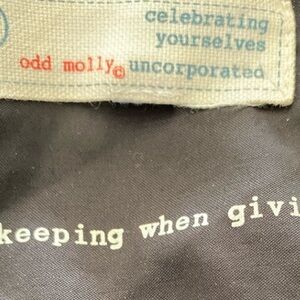 celebrating
yourselves
odd molly© uncorporated
keeping when givi